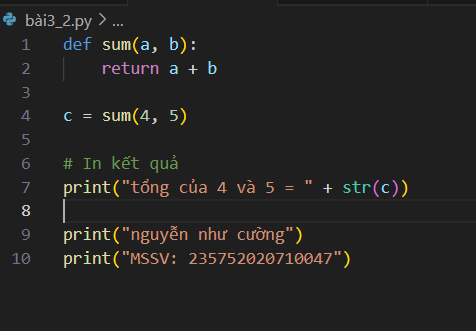 bài3_2.py > ...
1 def sum(a, b):
2     return a + b
3
4 c = sum(4, 5)
5
6 # In kết quả
7 print("tổng của 4 và 5 = " + str(c))
8
9 print("nguyễn như cường")
10 print("MSSV: 235752020710047")